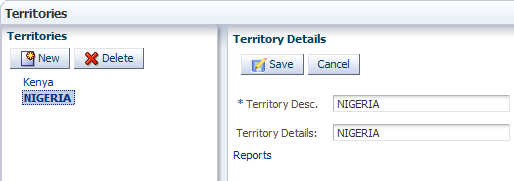 Territories
Territories
New Delete
Kenya
NIGERIA
Territory Details
Save Cancel
* Territory Desc. NIGERIA
Territory Details: NIGERIA
Reports